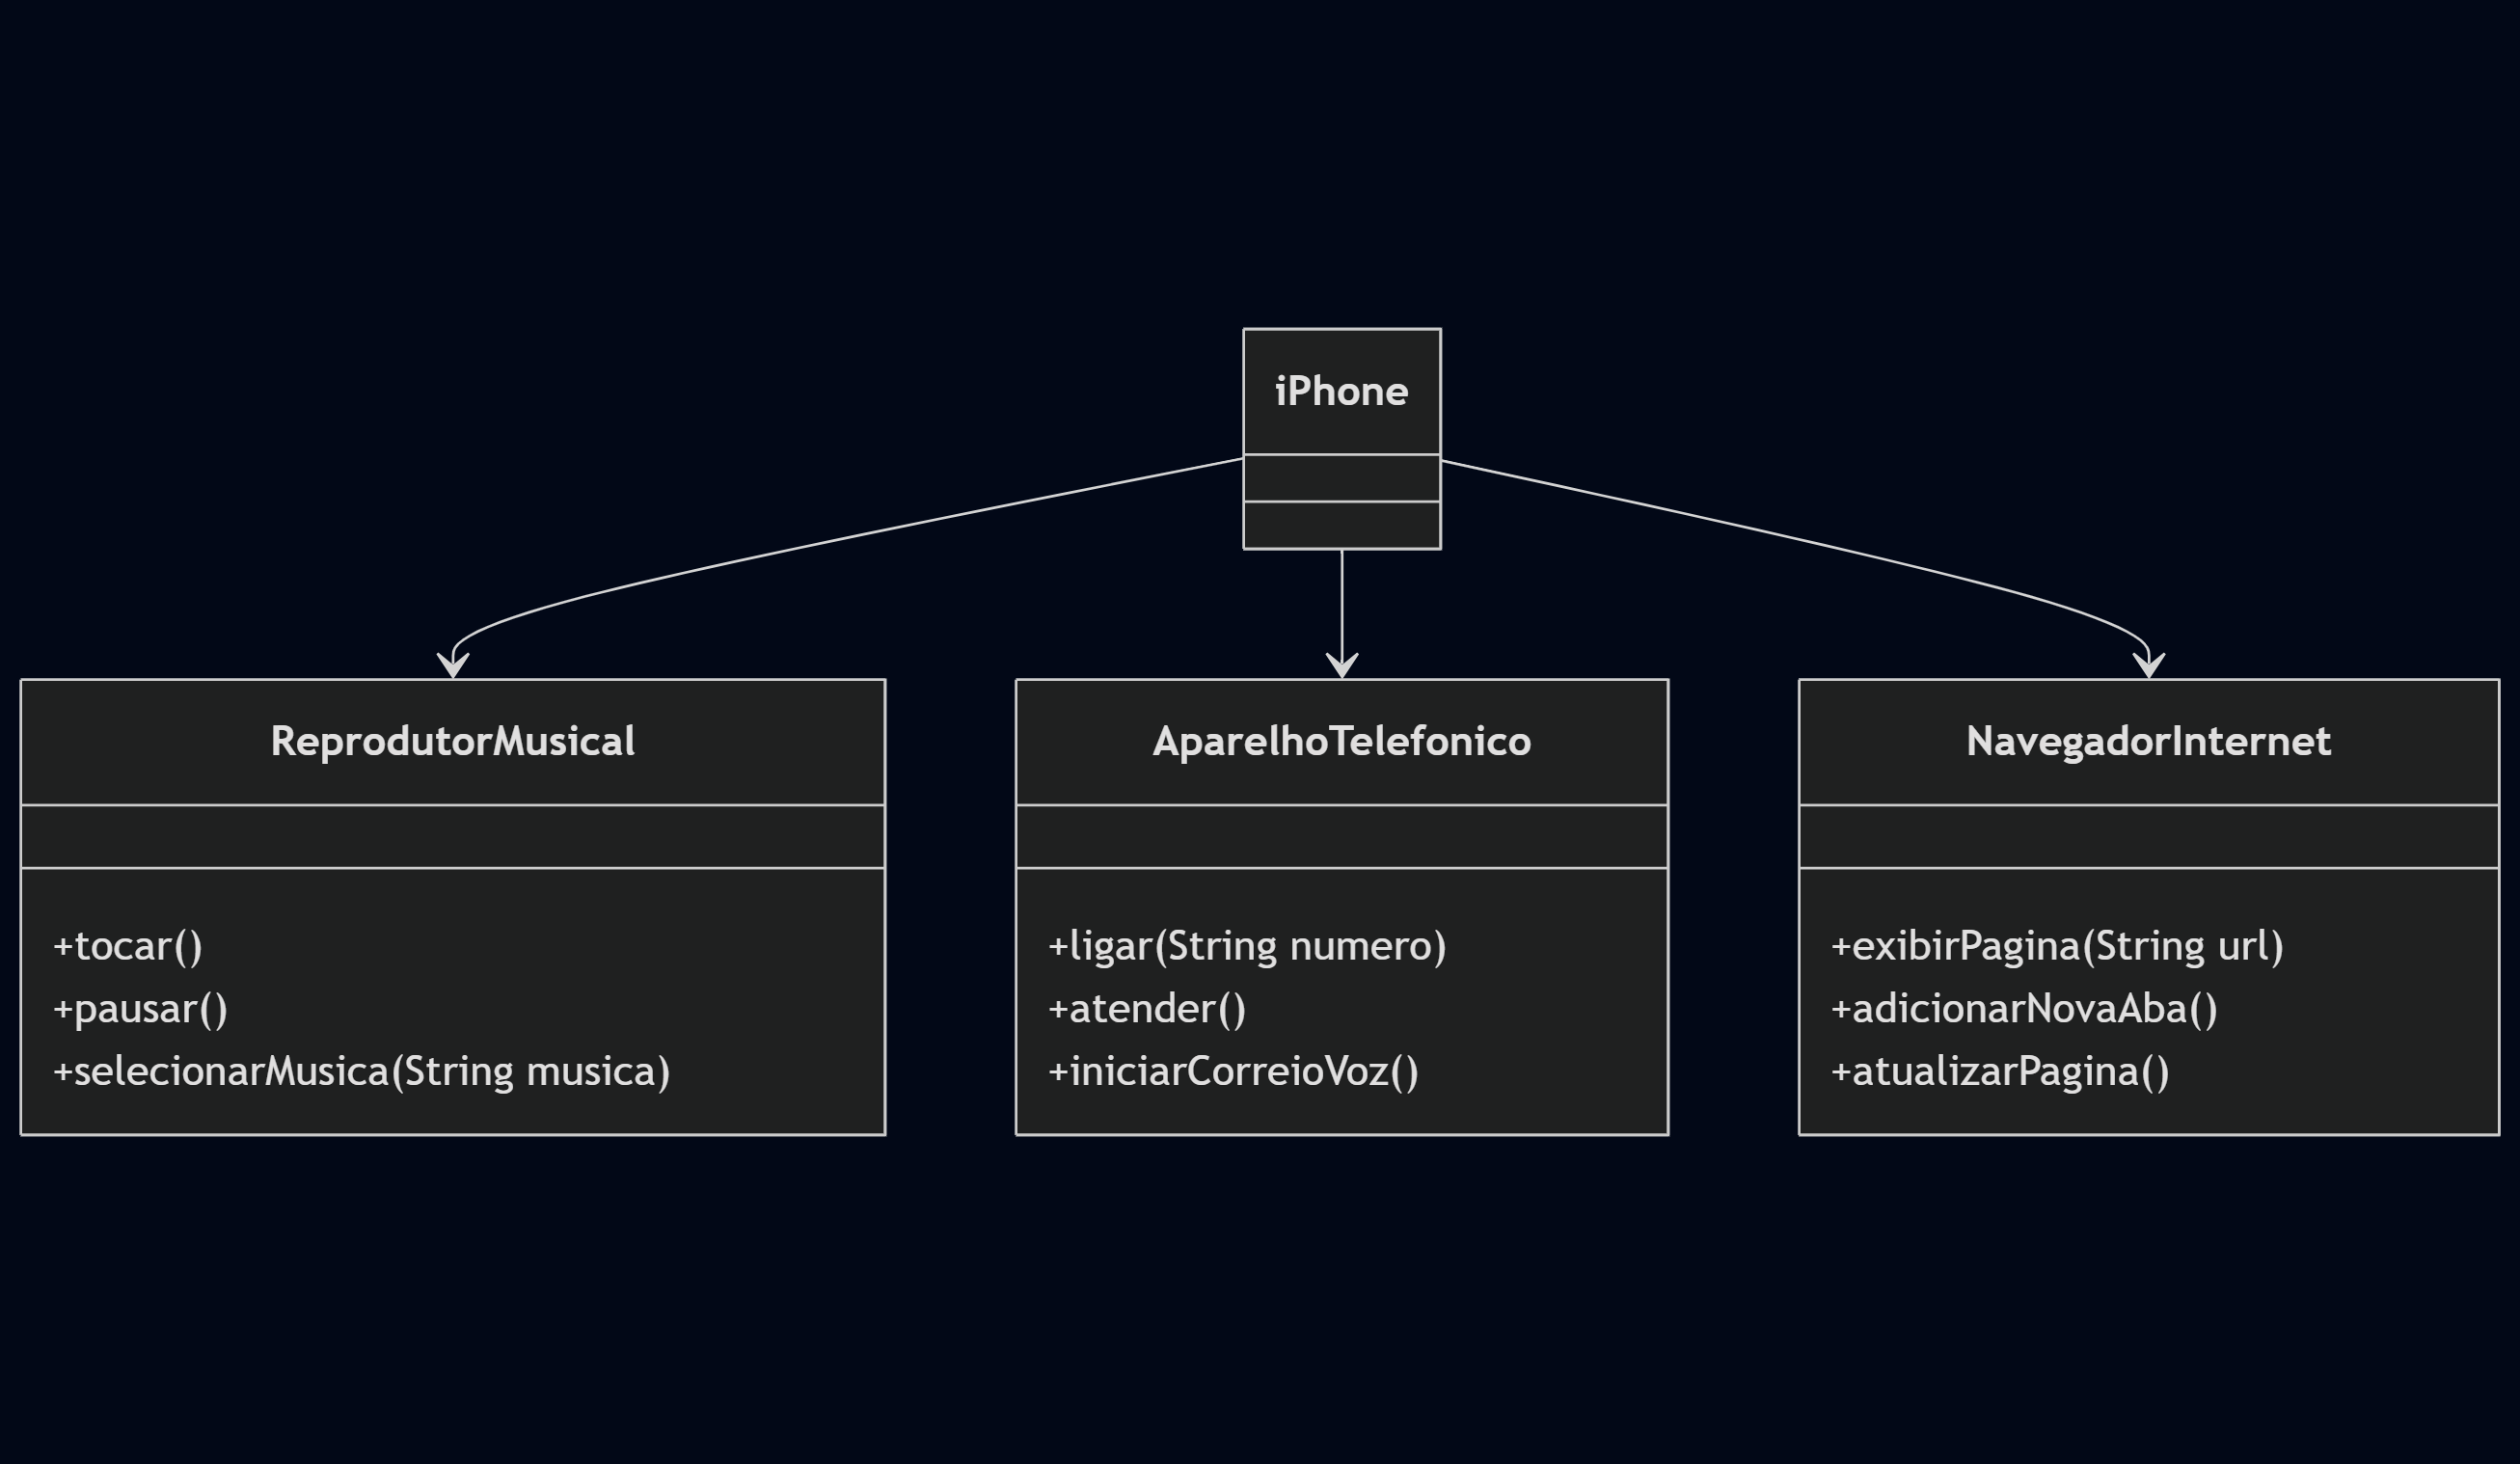 iPhone
ReprodutorMusical
+tocar()
+pausar()
+selecionarMusica(String musica)
AparelhoTelefonico
+ligar(String numero)
+atender()
+iniciarCorreioVoz()
NavegadorInternet
+exibirPagina(String url)
+adicionarNovaAba()
+atualizarPagina()